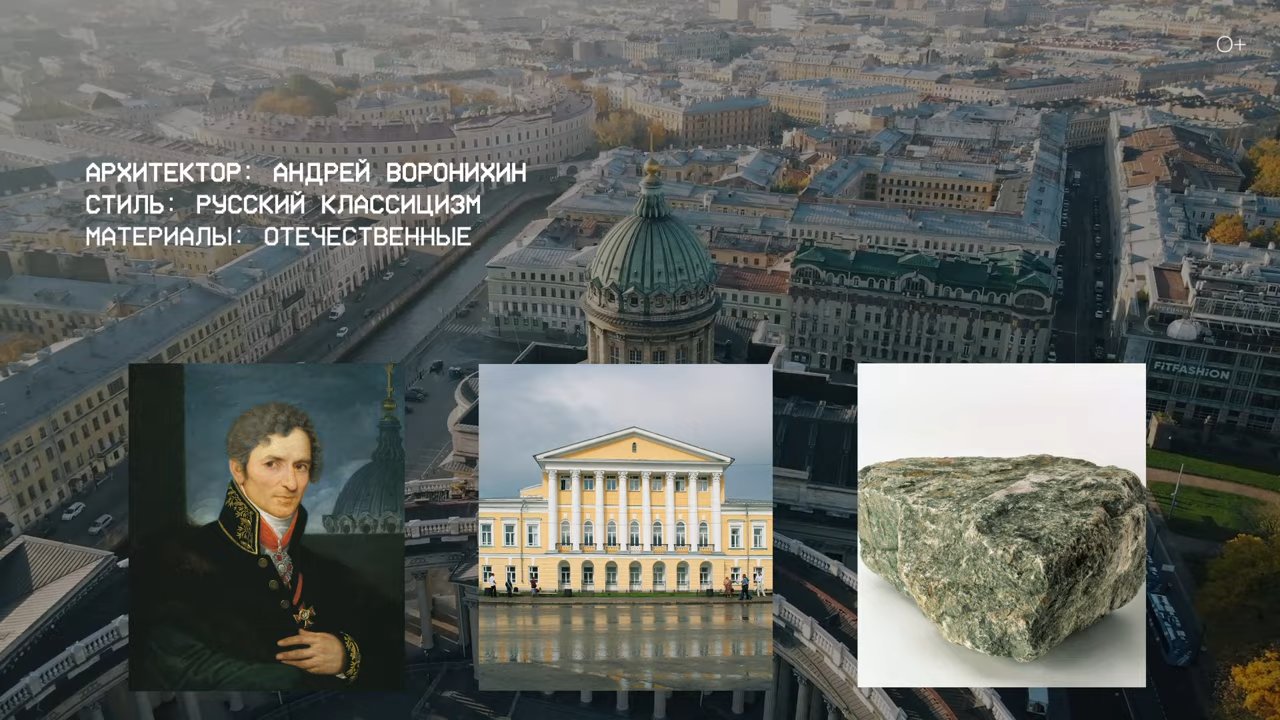 0+
АРХИТЕКТОР: АНДРЕЙ ВОРОНИХИН
СТИЛЬ: РУССКИЙ КЛАССИЦИЗМ
МАТЕРИАЛЫ: ОТЕЧЕСТВЕННЫЕ
FiTFASHION